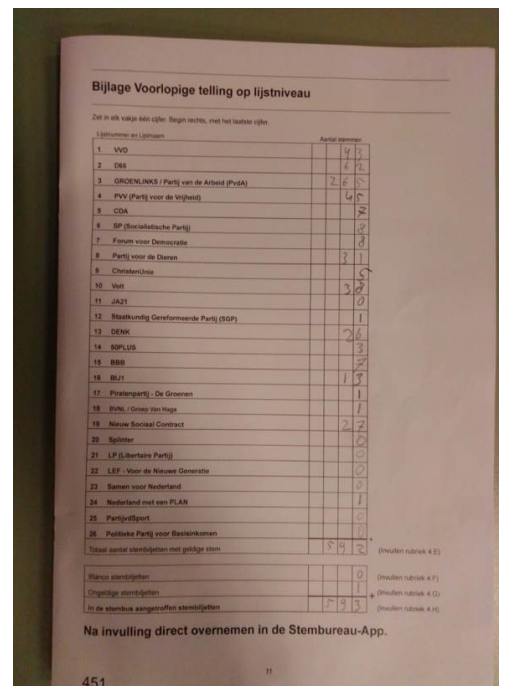 Bijlage Voorlopige telling op lijstniveau
Zet in elk vakje één cijfer. Begin rechts, met het laatste cijfer.
Lijstnummer en Lijstnaam Aantal stemmen
1 VVD 43
2 D66 62
3 GROENLINKS / Partij van de Arbeid (PvdA) 265
4 PVV (Partij voor de Vrijheid) 45
5 CDA 7
6 SP (Socialistische Partij) 8
7 Forum voor Democratie 8
8 Partij voor de Dieren 31
9 ChristenUnie 5
10 Volt 38
11 JA21 0
12 Staatkundig Gereformeerde Partij (SGP) 1
13 DENK 26
14 50PLUS 3
15 BBB 7
16 BIJ1 13
17 Piratenpartij - De Groenen 1
18 BVNL / Groep Van Haga 1
19 Nieuw Sociaal Contract 27
20 Splinter 0
21 LP (Libertaire Partij) 0
22 LEF - Voor de Nieuwe Generatie 0
23 Samen voor Nederland 0
24 Nederland met een PLAN 1
25 PartijvdSport 0
26 Politieke Partij voor Basisinkomen 0 +
Totaal aantal stembiljetten met geldige stem 592 (Invullen rubriek 4.E)
Blanco stembiljetten 0 (Invullen rubriek 4.F)
Ongeldige stembiljetten 1 + (Invullen rubriek 4.G)
In de stembus aangetroffen stembiljetten 593 (Invullen rubriek 4.H)
Na invulling direct overnemen in de Stembureau-App.
11
451